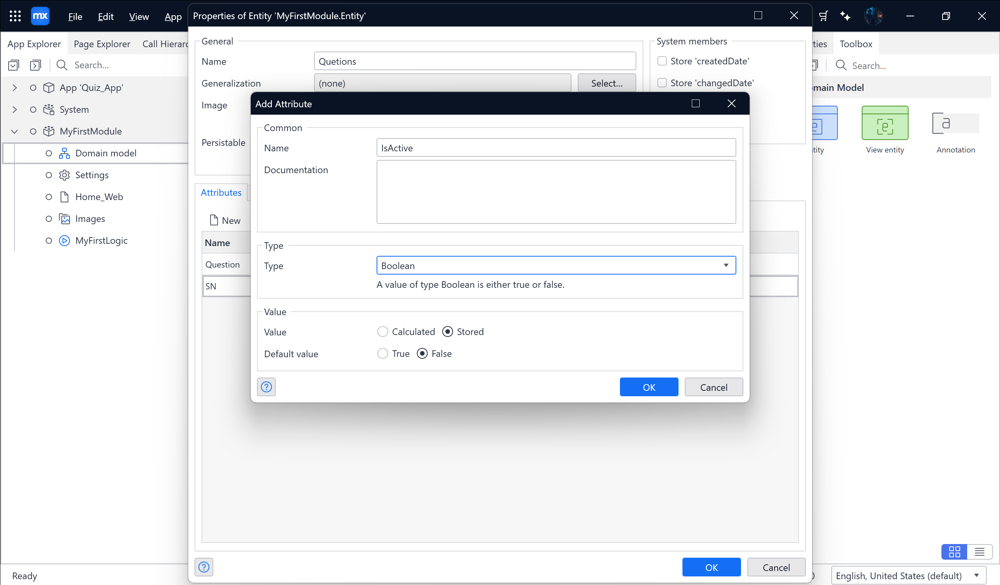 mx File Edit View App
Properties of Entity 'MyFirstModule.Entity'
App Explorer Page Explorer Call Hierarc
Search...
App 'Quiz_App'
System
MyFirstModule
Domain model
Settings
Home_Web
Images
MyFirstLogic
General
Name Quetions
Generalization (none) Select...
Image
Persistable
System members
Store 'createdDate'
Store 'changedDate'
Attributes
New
Name
Question
SN
Add Attribute
Common
Name IsActive
Documentation
Type
Type Boolean
A value of type Boolean is either true or false.
Value
Value Calculated Stored
Default value True False
? OK Cancel
? OK Cancel
ties Toolbox
Search...
main Model
e e a
tity View entity Annotation
Ready
English, United States (default)